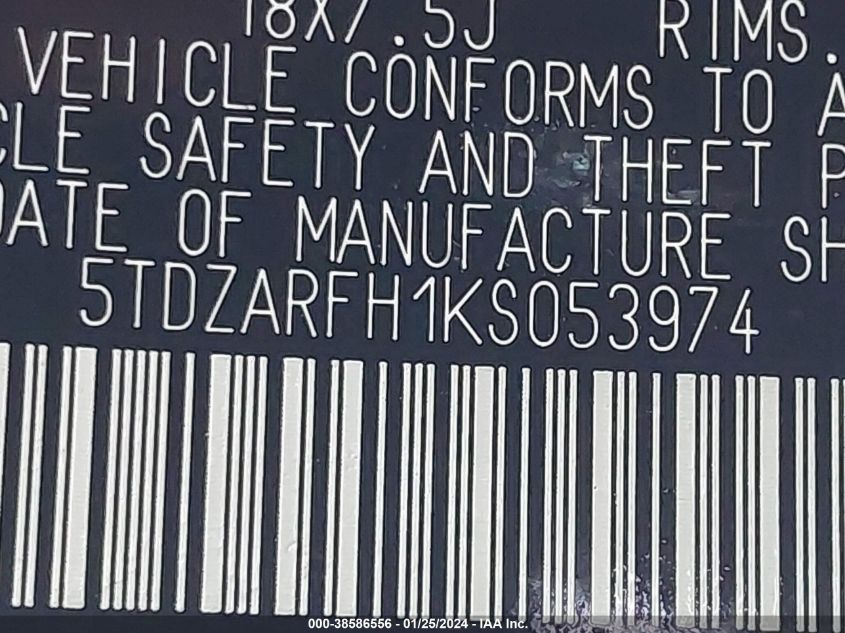 18X7.5J RIMS.
VEHICLE CONFORMS TO A
CLE SAFETY AND THEFT P
DATE OF MANUFACTURE SH
5TDZARFH1KS053974
000-38586556 - 01/25/2024 - IAA Inc.